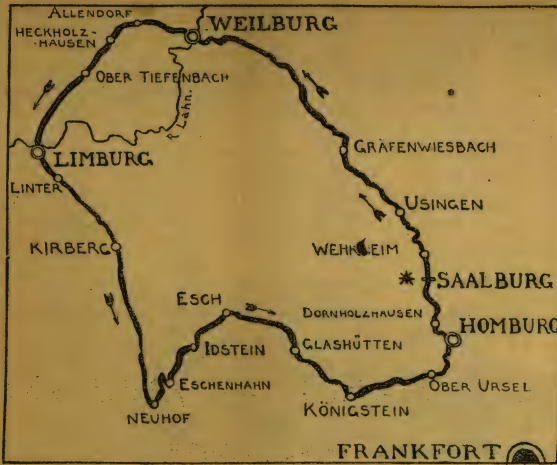 ALLENDORF
WEILBURG
HECKHOLZ-
-HAUSEN
OBER TIEFENBACH
Lahn.
LIMBURG
GRÄFENWIESBACH
LINTER
USINGEN
KIRBERG
WEHRHEIM
SAALBURG
ESCH
DORNHOLZHAUSEN
HOMBURG
IDSTEIN
GLASHÜTTEN
ESCHENHAHN
OBER URSEL
NEUHOF
KÖNIGSTEIN
FRANKFORT